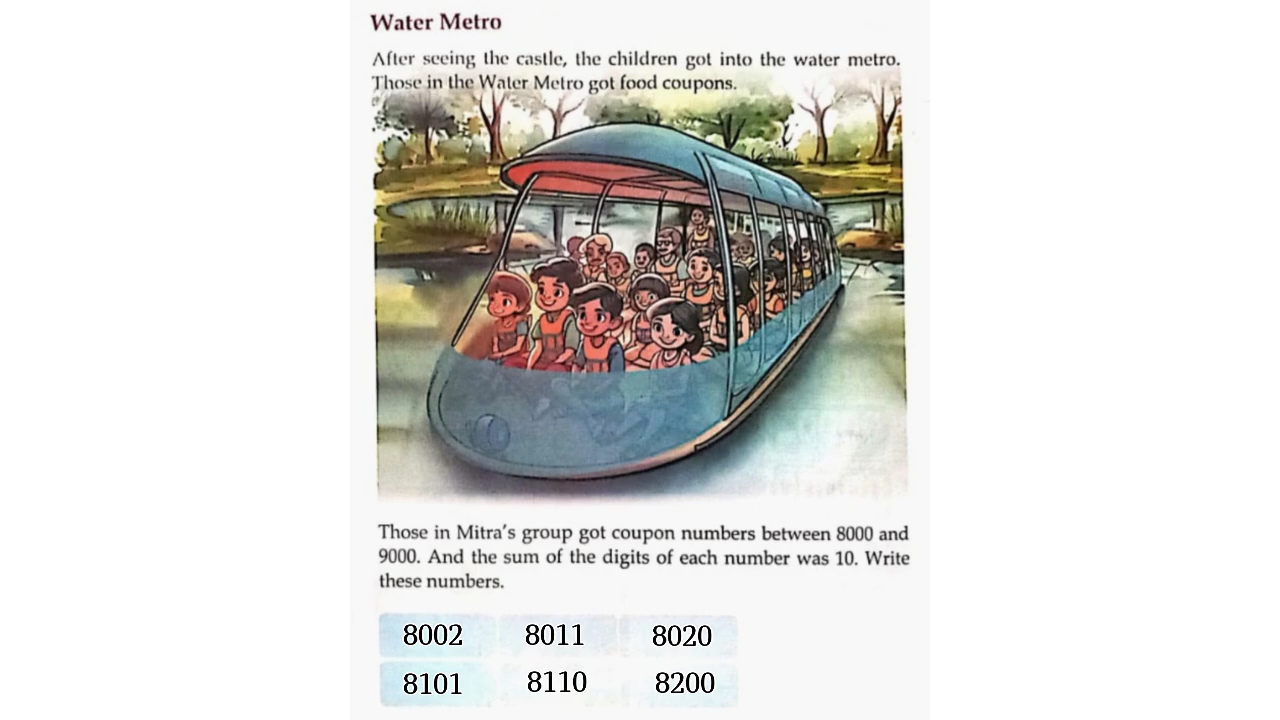 Water Metro
After seeing the castle, the children got into the water metro.
Those in the Water Metro got food coupons.
Those in Mitra's group got coupon numbers between 8000 and
9000. And the sum of the digits of each number was 10. Write
these numbers.
8002 8011 8020
8101 8110 8200